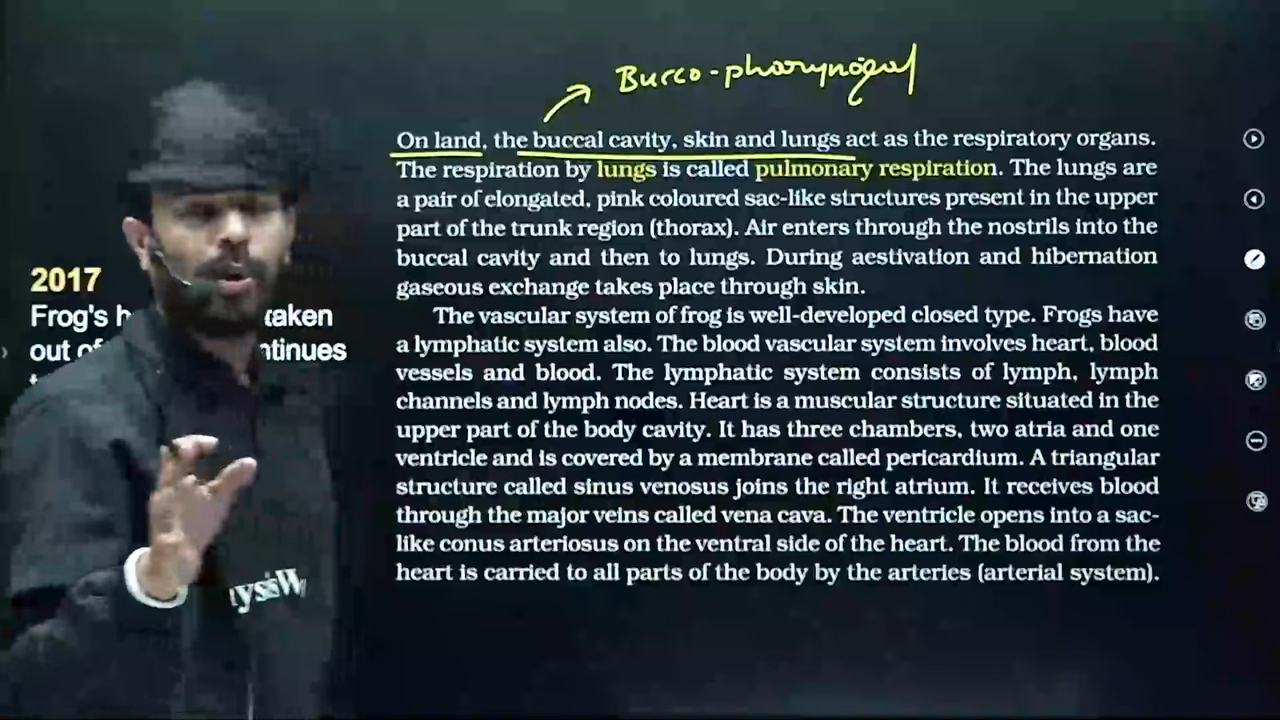 Bucco-pharyngeal
On land, the buccal cavity, skin and lungs act as the respiratory organs.
The respiration by lungs is called pulmonary respiration. The lungs are
a pair of elongated, pink coloured sac-like structures present in the upper
part of the trunk region (thorax). Air enters through the nostrils into the
buccal cavity and then to lungs. During aestivation and hibernation
gaseous exchange takes place through skin.
The vascular system of frog is well-developed closed type. Frogs have
a lymphatic system also. The blood vascular system involves heart, blood
vessels and blood. The lymphatic system consists of lymph, lymph
channels and lymph nodes. Heart is a muscular structure situated in the
upper part of the body cavity. It has three chambers, two atria and one
ventricle and is covered by a membrane called pericardium. A triangular
structure called sinus venosus joins the right atrium. It receives blood
through the major veins called vena cava. The ventricle opens into a sac-
like conus arteriosus on the ventral side of the heart. The blood from the
heart is carried to all parts of the body by the arteries (arterial system).
2017
Frog's
out